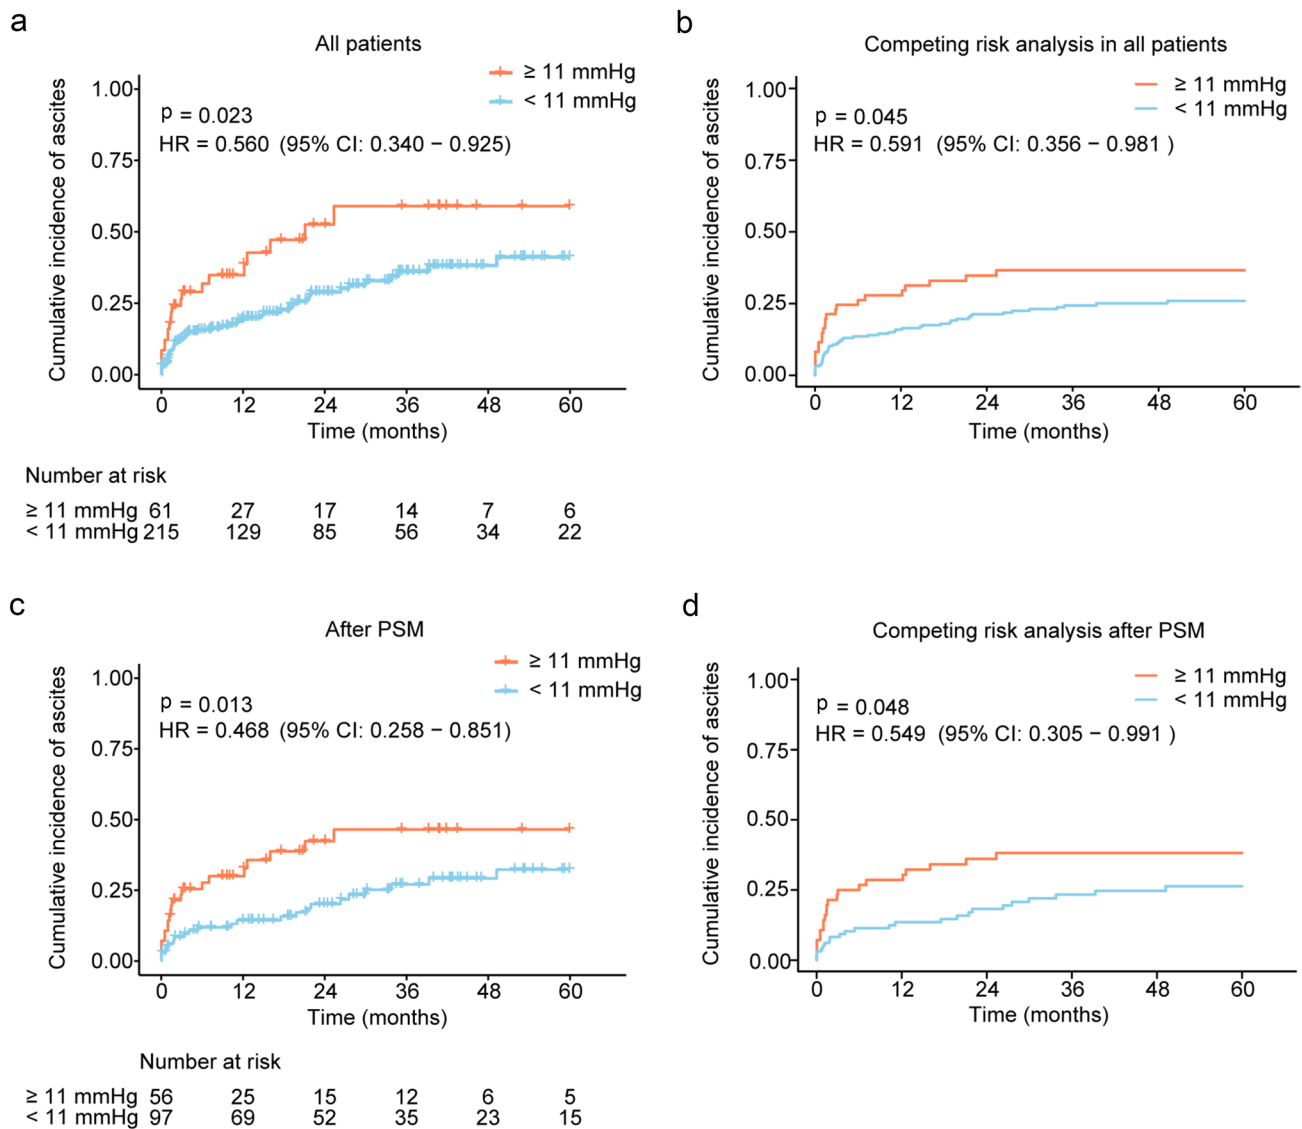 a
All patients
≥ 11 mmHg
< 11 mmHg
p = 0.023
HR = 0.560 (95% CI: 0.340 − 0.925)
Cumulative incidence of ascites
1.00
0.75
0.50
0.25
0.00
0 12 24 36 48 60
Time (months)
Number at risk
≥ 11 mmHg 61 27 17 14 7 6
< 11 mmHg 215 129 85 56 34 22
b
Competing risk analysis in all patients
≥ 11 mmHg
< 11 mmHg
p = 0.045
HR = 0.591 (95% CI: 0.356 − 0.981 )
Cumulative incidence of ascites
1.00
0.75
0.50
0.25
0.00
0 12 24 36 48 60
Time (months)
c
After PSM
≥ 11 mmHg
< 11 mmHg
p = 0.013
HR = 0.468 (95% CI: 0.258 − 0.851)
Cumulative incidence of ascites
1.00
0.75
0.50
0.25
0.00
0 12 24 36 48 60
Time (months)
Number at risk
≥ 11 mmHg 56 25 15 12 6 5
< 11 mmHg 97 69 52 35 23 15
d
Competing risk analysis after PSM
≥ 11 mmHg
< 11 mmHg
p = 0.048
HR = 0.549 (95% CI: 0.305 − 0.991 )
Cumulative incidence of ascites
1.00
0.75
0.50
0.25
0.00
0 12 24 36 48 60
Time (months)